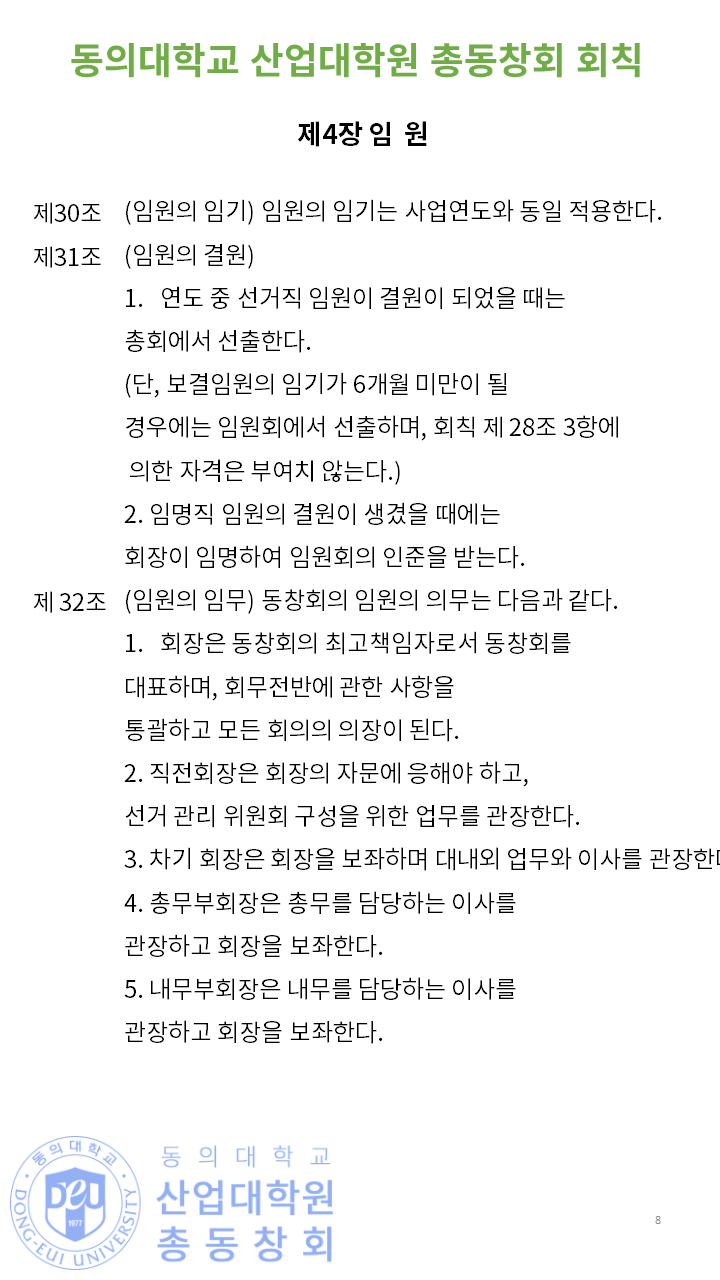 동의대학교 산업대학원 총동창회 회칙
제4장 임 원
제30조 (임원의 임기) 임원의 임기는 사업연도와 동일 적용한다.
제31조 (임원의 결원)
1. 연도 중 선거직 임원이 결원이 되었을 때는
총회에서 선출한다.
(단, 보결임원의 임기가 6개월 미만이 될
경우에는 임원회에서 선출하며, 회칙 제 28조 3항에
의한 자격은 부여치 않는다.)
2. 임명직 임원의 결원이 생겼을 때에는
회장이 임명하여 임원회의 인준을 받는다.
제 32조 (임원의 임무) 동창회의 임원의 의무는 다음과 같다.
1. 회장은 동창회의 최고책임자로서 동창회를
대표하며, 회무전반에 관한 사항을
통괄하고 모든 회의의 의장이 된다.
2. 직전회장은 회장의 자문에 응해야 하고,
선거 관리 위원회 구성을 위한 업무를 관장한다.
3. 차기 회장은 회장을 보좌하며 대내외 업무와 이사를 관장한
4. 총무부회장은 총무를 담당하는 이사를
관장하고 회장을 보좌한다.
5. 내무부회장은 내무를 담당하는 이사를
관장하고 회장을 보좌한다.
동의대학교
DEU
1977
DONG-EUI UNIVERSITY
동 의 대 학 교
산업대학원
총 동 창 회
8